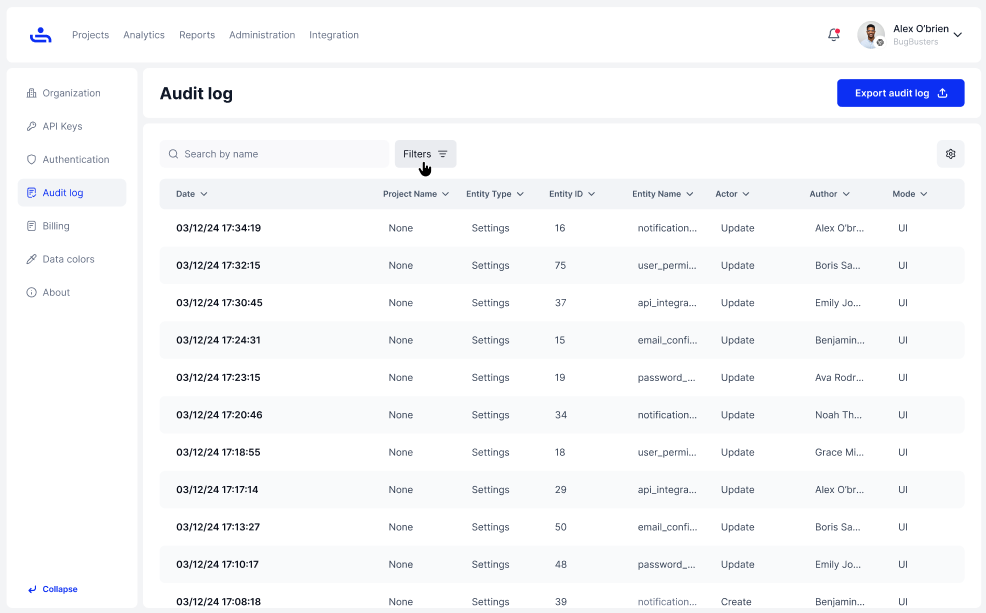 Projects Analytics Reports Administration Integration
Alex O'brien
BugBusters
Organization
API Keys
Authentication
Audit log
Billing
Data colors
About
Collapse
Audit log
Export audit log
Search by name
Filters
Date Project Name Entity Type Entity ID Entity Name Actor Author Mode
03/12/24 17:34:19 None Settings 16 notification... Update Alex O'br... UI
03/12/24 17:32:15 None Settings 75 user_permi... Update Boris Sa... UI
03/12/24 17:30:45 None Settings 37 api_integra... Update Emily Jo... UI
03/12/24 17:24:31 None Settings 15 email_confi... Update Benjamin... UI
03/12/24 17:23:15 None Settings 19 password_... Update Ava Rodr... UI
03/12/24 17:20:46 None Settings 34 notification... Update Noah Th... UI
03/12/24 17:18:55 None Settings 18 user_permi... Update Grace Mi... UI
03/12/24 17:17:14 None Settings 29 api_integra... Update Alex O'br... UI
03/12/24 17:13:27 None Settings 50 email_confi... Update Boris Sa... UI
03/12/24 17:10:17 None Settings 48 password_... Update Emily Jo... UI
03/12/24 17:08:18 None Settings 39 notification... Create Benjamin... UI